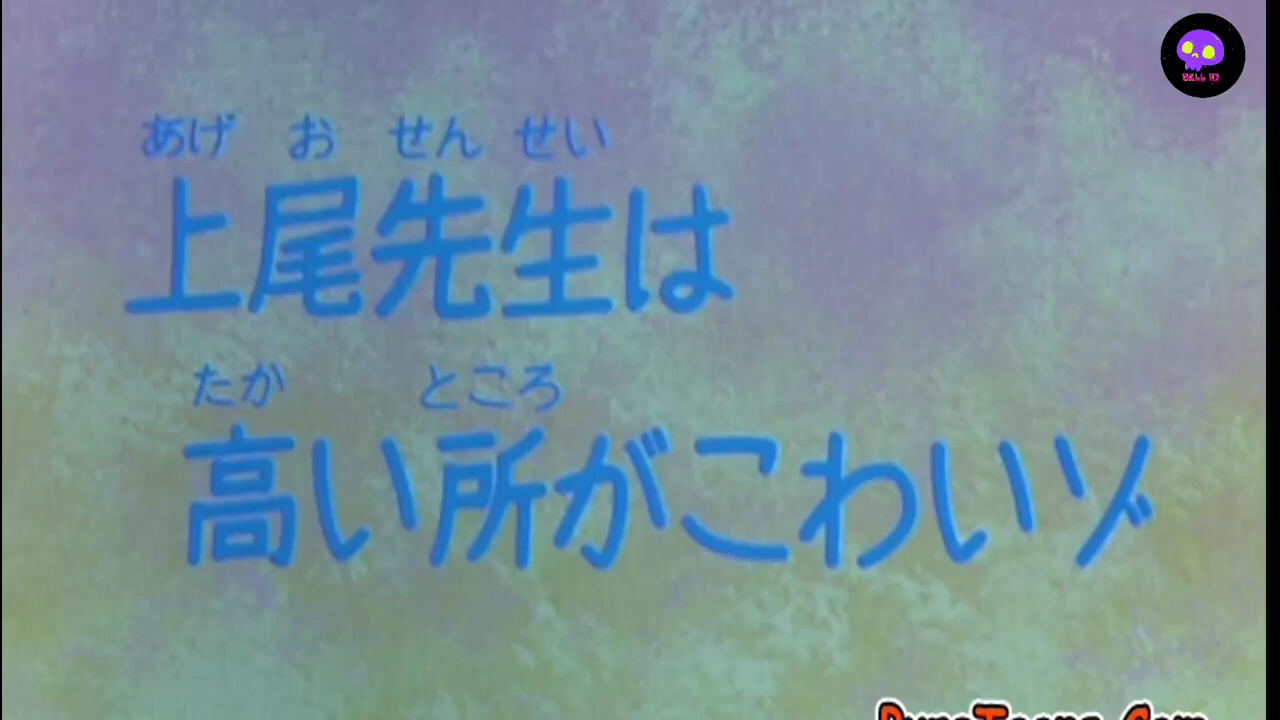 あげ お せん せい
上尾先生は
たか ところ
高い所がこわいゾ